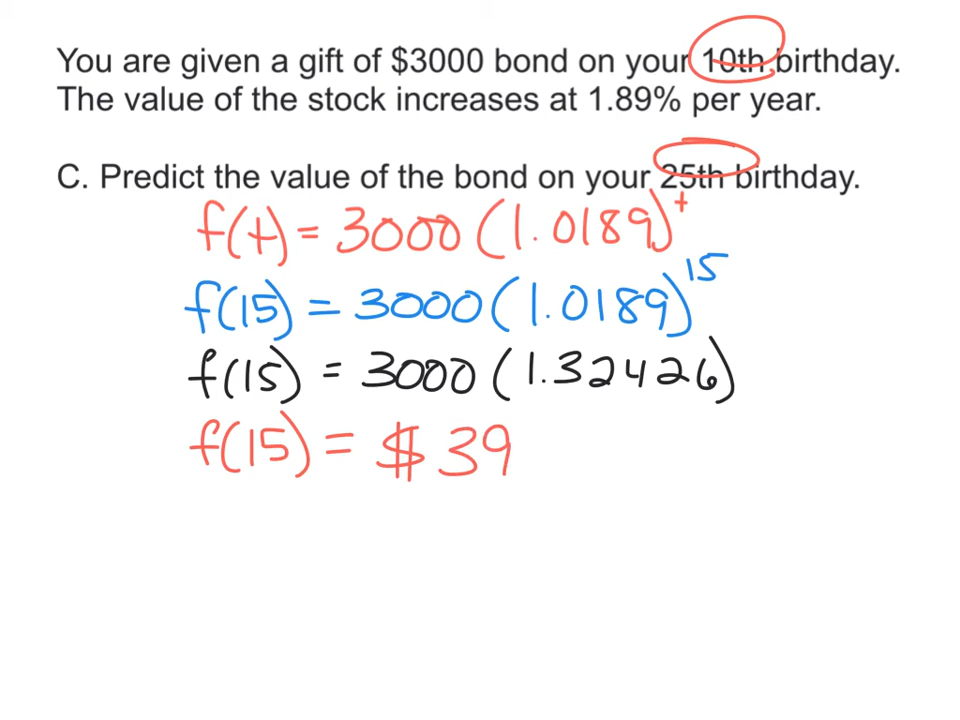 You are given a gift of $3000 bond on your 10th birthday.
The value of the stock increases at 1.89% per year.
C. Predict the value of the bond on your 25th birthday.
f(t) = 3000(1.0189)^t
f(15) = 3000(1.0189)^15
f(15) = 3000(1.32426)
f(15) = $39